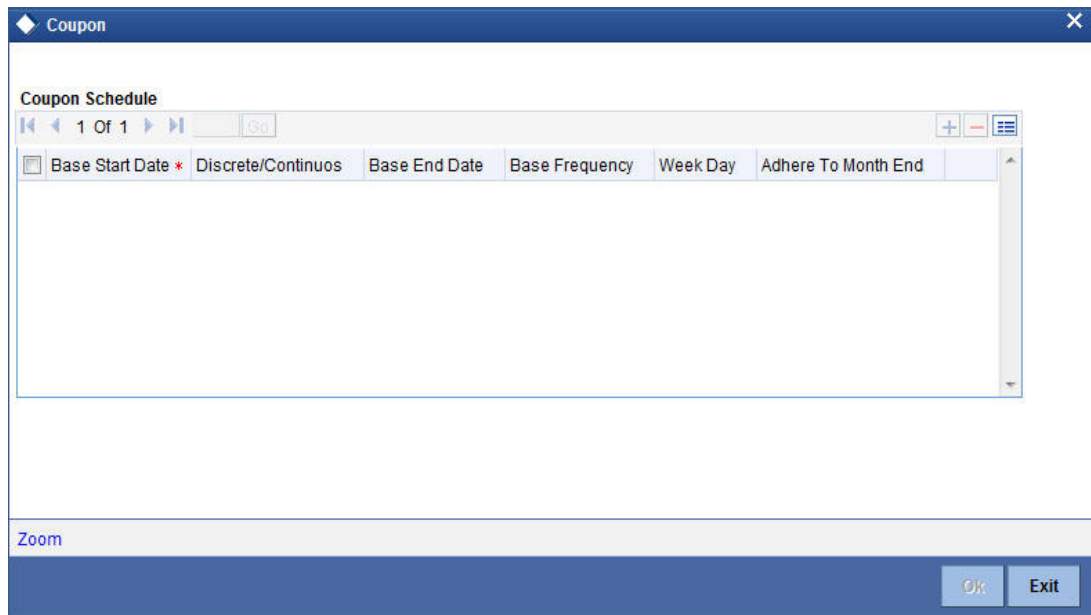 Coupon
Coupon Schedule
1 Of 1 Go
Base Start Date * Discrete/Continuos Base End Date Base Frequency Week Day Adhere To Month End
Zoom
Ok Exit